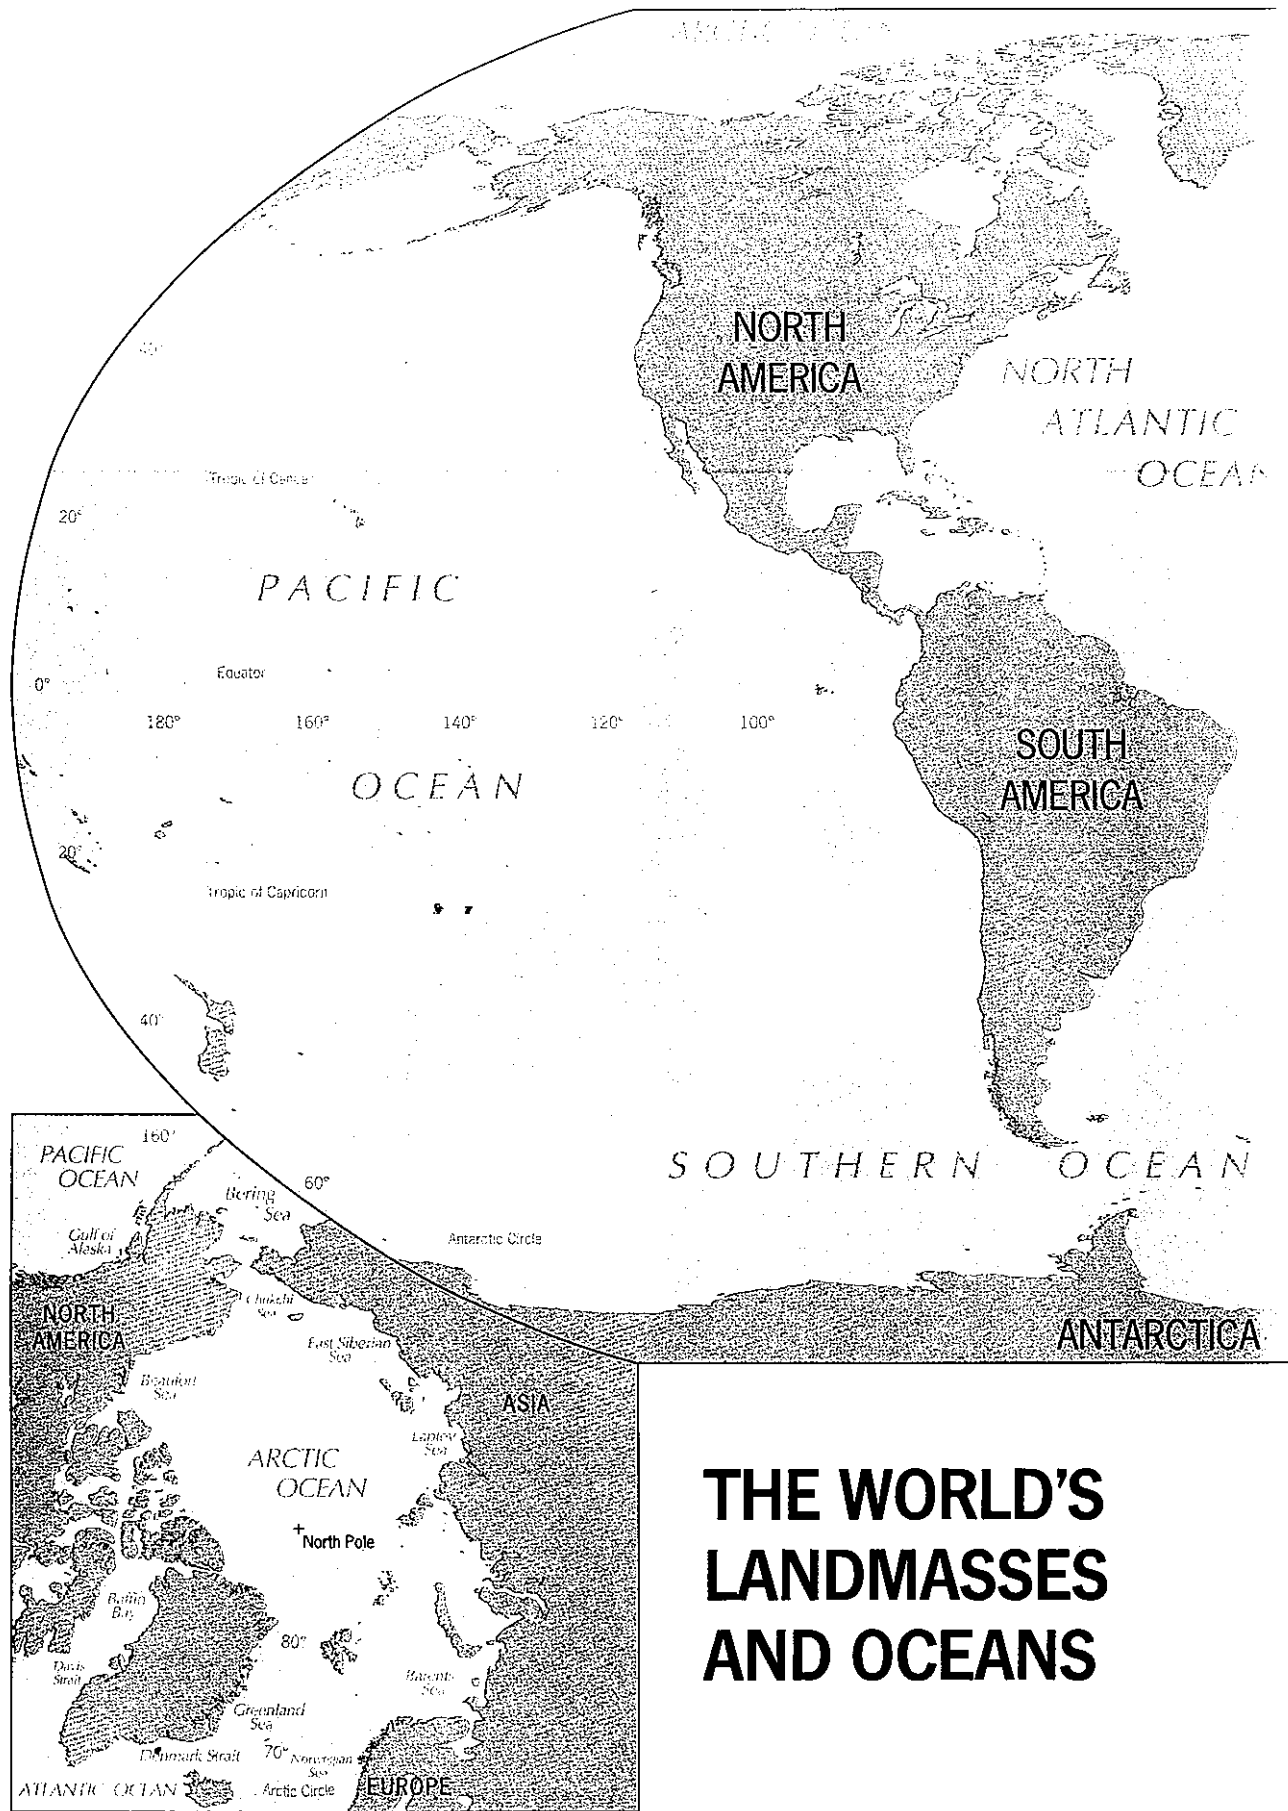 ARCTIC OCEAN
NORTH
AMERICA
40°
NORTH
ATLANTIC
OCEAN
Tropic of Cancer
20°
PACIFIC
Equator
0°
180° 160° 140° 120° 100°
SOUTH
AMERICA
OCEAN
20°
Tropic of Capricorn
40°
SOUTHERN OCEAN
60°
Antarctic Circle
ANTARCTICA
160°
PACIFIC
OCEAN
Bering
Sea
Gulf of
Alaska
Chukchi
Sea
NORTH
AMERICA
East Siberian
Sea
Beaufort
Sea
ASIA
Laptev
Sea
ARCTIC
OCEAN
North Pole
Baffin
Bay
80°
Davis
Strait
Barents
Sea
Greenland
Sea
Denmark Strait
70°
Norwegian
Sea
ATLANTIC OCEAN
Arctic Circle
EUROPE
THE WORLD'S
LANDMASSES
AND OCEANS